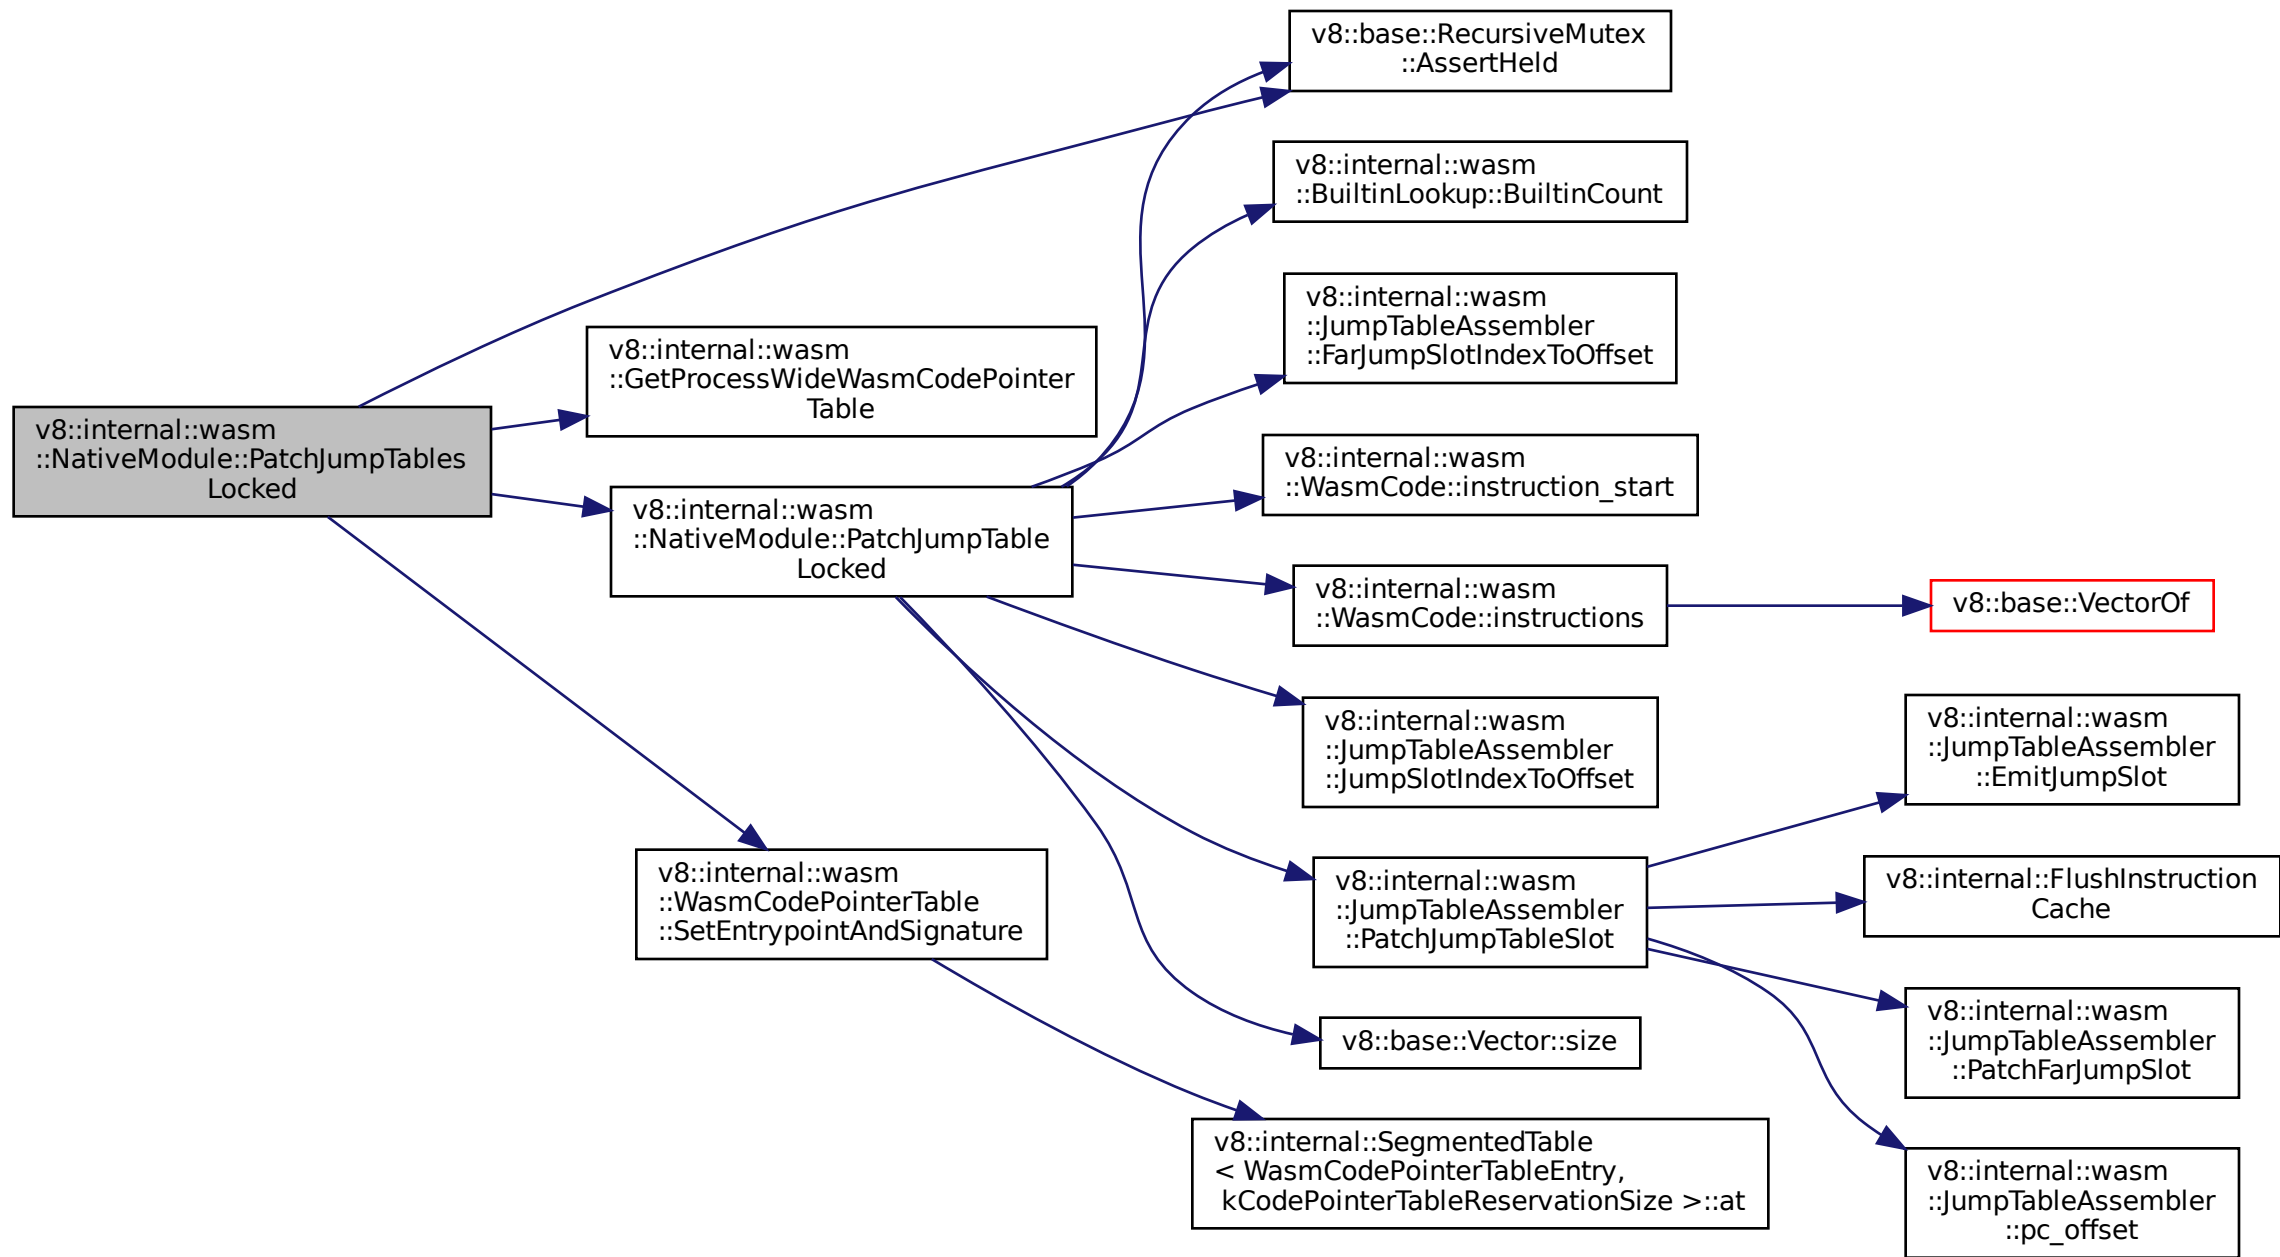 v8::internal::wasm
::NativeModule::PatchJumpTables
Locked
v8::base::RecursiveMutex
::AssertHeld
v8::internal::wasm
::GetProcessWideWasmCodePointer
Table
v8::internal::wasm
::NativeModule::PatchJumpTable
Locked
v8::internal::wasm
::BuiltinLookup::BuiltinCount
v8::internal::wasm
::JumpTableAssembler
::FarJumpSlotIndexToOffset
v8::internal::wasm
::WasmCode::instruction_start
v8::internal::wasm
::WasmCode::instructions
v8::base::VectorOf
v8::internal::wasm
::JumpTableAssembler
::JumpSlotIndexToOffset
v8::internal::wasm
::JumpTableAssembler
::PatchJumpTableSlot
v8::internal::wasm
::JumpTableAssembler
::EmitJumpSlot
v8::internal::FlushInstruction
Cache
v8::internal::wasm
::JumpTableAssembler
::PatchFarJumpSlot
v8::internal::wasm
::JumpTableAssembler
::pc_offset
v8::base::Vector::size
v8::internal::wasm
::WasmCodePointerTable
::SetEntrypointAndSignature
v8::internal::SegmentedTable
< WasmCodePointerTableEntry,
kCodePointerTableReservationSize >::at